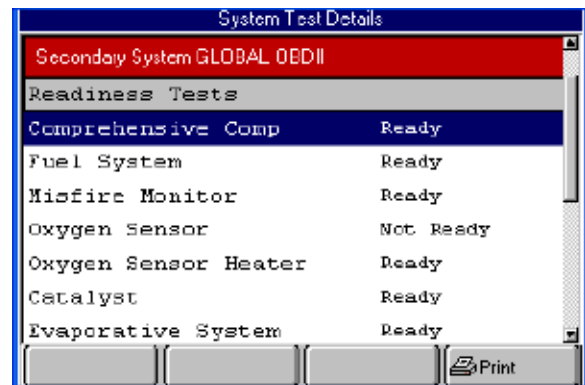 System Test Details
Secondary System GLOBAL OBDII
Readiness Tests
Comprehensive Comp Ready
Fuel System Ready
Misfire Monitor Ready
Oxygen Sensor Not Ready
Oxygen Sensor Heater Ready
Catalyst Ready
Evaporative System Ready
Print